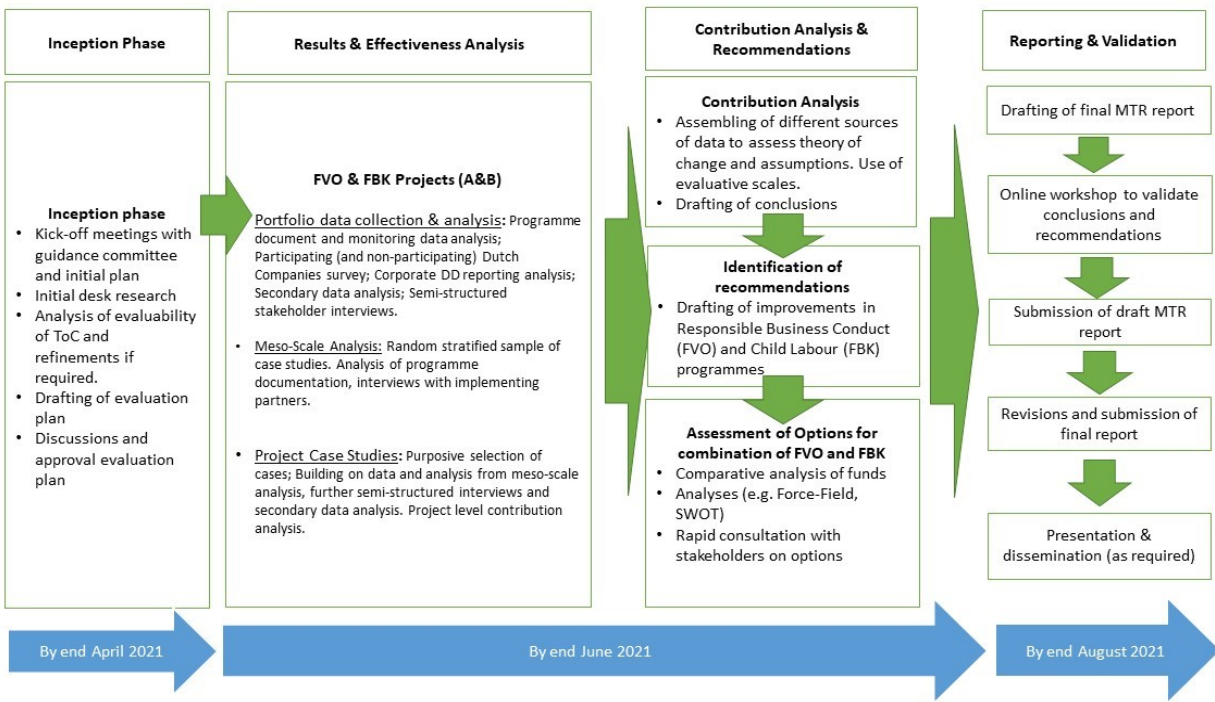 Inception Phase
Results & Effectiveness Analysis
Contribution Analysis &
Recommendations
Reporting & Validation
Inception phase
• Kick-off meetings with
guidance committee
and initial plan
• Initial desk research
• Analysis of evaluability
of ToC and
refinements if
required.
• Drafting of evaluation
plan
• Discussions and
approval evaluation
plan
FVO & FBK Projects (A&B)
Portfolio data collection & analysis: Programme
document and monitoring data analysis;
Participating (and non-participating) Dutch
Companies survey; Corporate DD reporting analysis;
Secondary data analysis; Semi-structured
stakeholder interviews.
• Meso-Scale Analysis: Random stratified sample of
case studies. Analysis of programme
documentation, interviews with implementing
partners.
• Project Case Studies: Purposive selection of
cases; Building on data and analysis from meso-scale
analysis, further semi-structured interviews and
secondary data analysis. Project level contribution
analysis.
Contribution Analysis
• Assembling of different sources
of data to assess theory of
change and assumptions. Use of
evaluative scales.
• Drafting of conclusions
Identification of
recommendations
• Drafting of improvements in
Responsible Business Conduct
(FVO) and Child Labour (FBK)
programmes
Assessment of Options for
combination of FVO and FBK
• Comparative analysis of funds
• Analyses (e.g. Force-Field,
SWOT)
• Rapid consultation with
stakeholders on options
Drafting of final MTR report
Online workshop to validate
conclusions and
recommendations
Submission of draft MTR
report
Revisions and submission of
final report
Presentation &
dissemination (as required)
By end April 2021
By end June 2021
By end August 2021